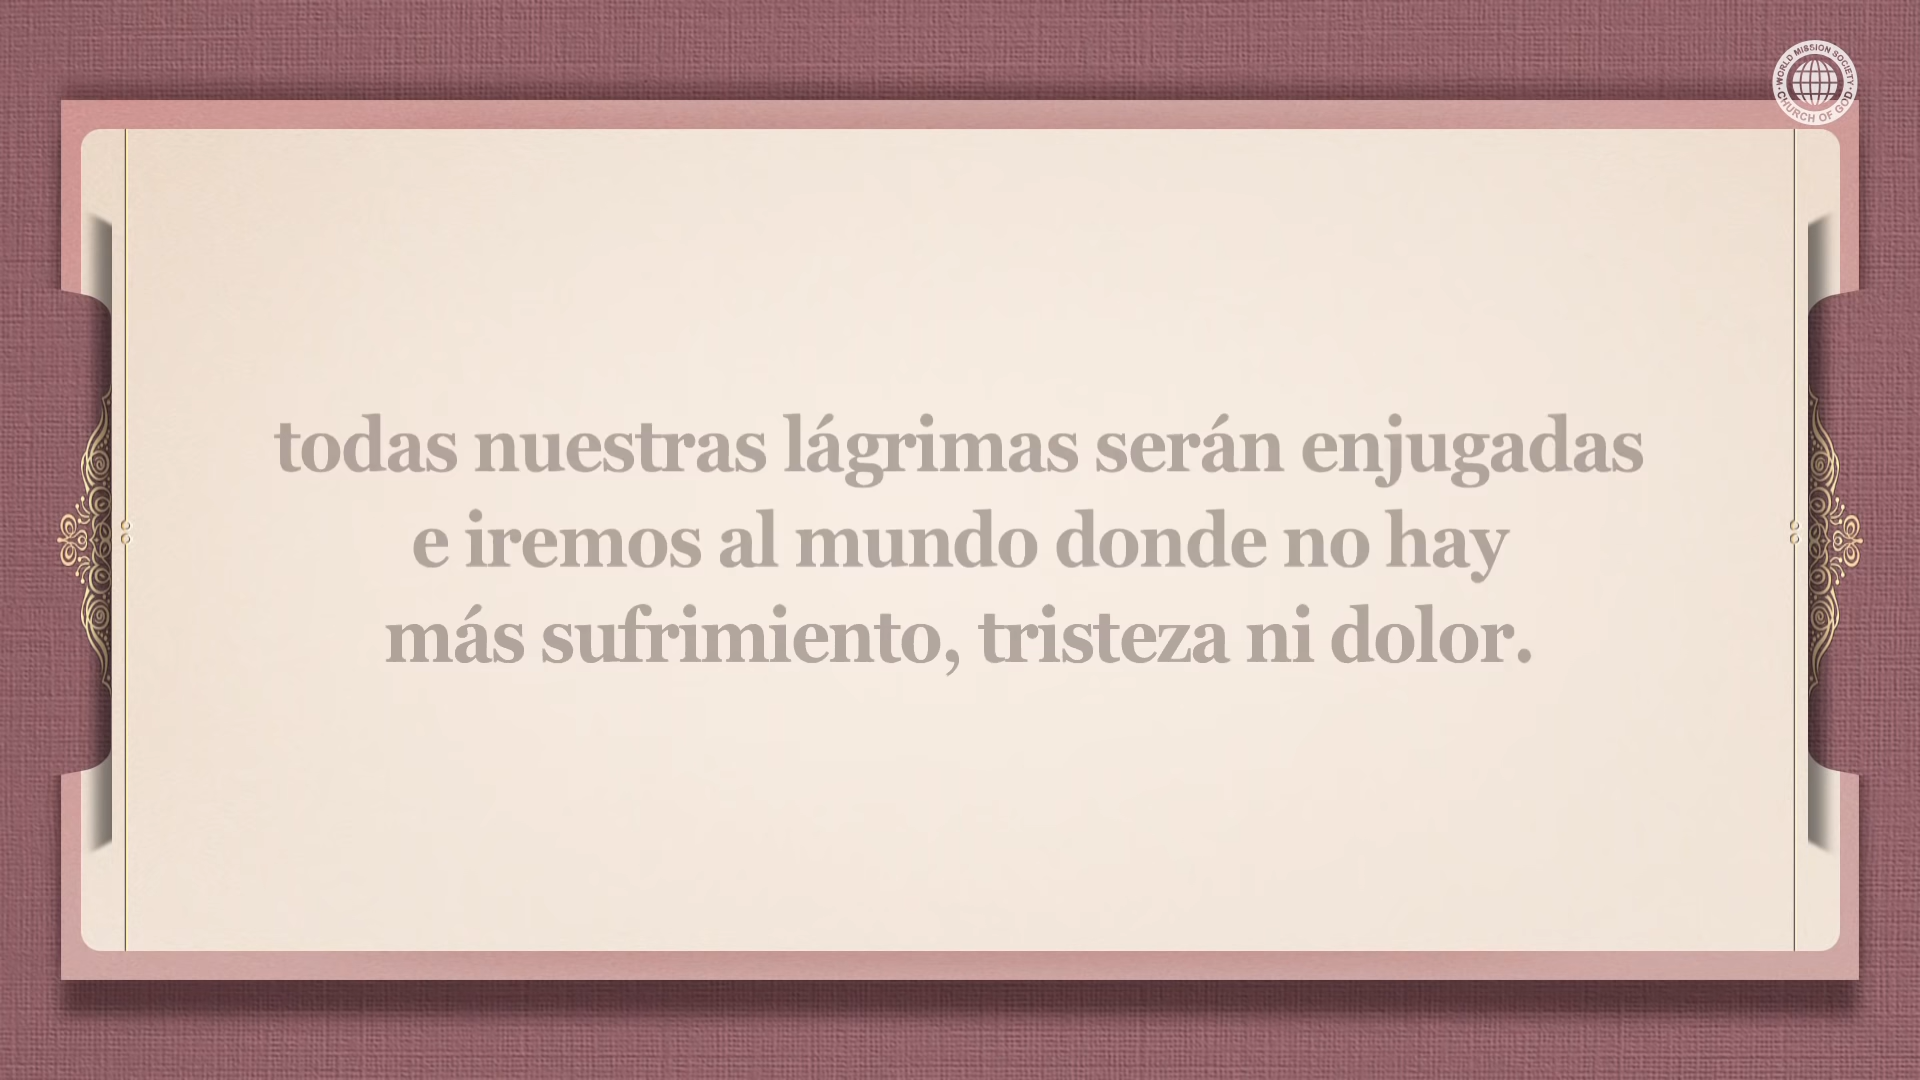 WORLD MISSION SOCIETY
CHURCH OF GOD
todas nuestras lágrimas serán enjugadas
e iremos al mundo donde no hay
más sufrimiento, tristeza ni dolor.